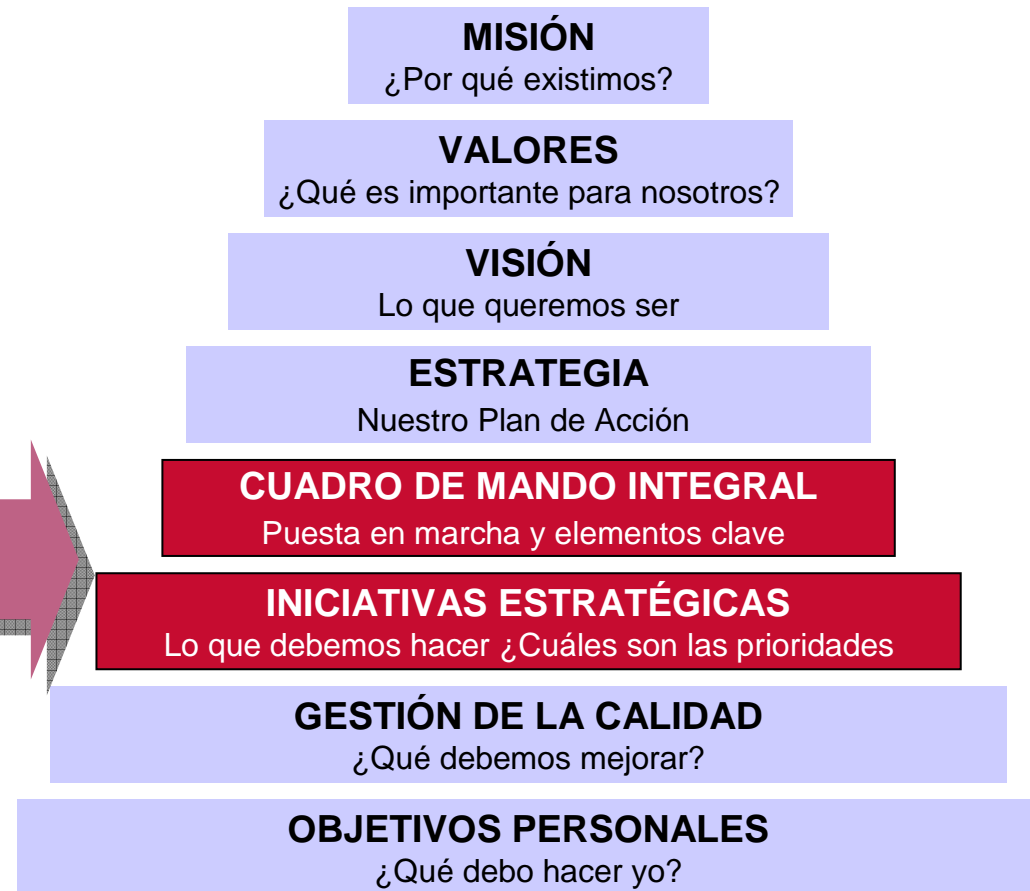 MISIÓN
¿Por qué existimos?
VALORES
¿Qué es importante para nosotros?
VISIÓN
Lo que queremos ser
ESTRATEGIA
Nuestro Plan de Acción
CUADRO DE MANDO INTEGRAL
Puesta en marcha y elementos clave
INICIATIVAS ESTRATÉGICAS
Lo que debemos hacer ¿Cuáles son las prioridades
GESTIÓN DE LA CALIDAD
¿Qué debemos mejorar?
OBJETIVOS PERSONALES
¿Qué debo hacer yo?